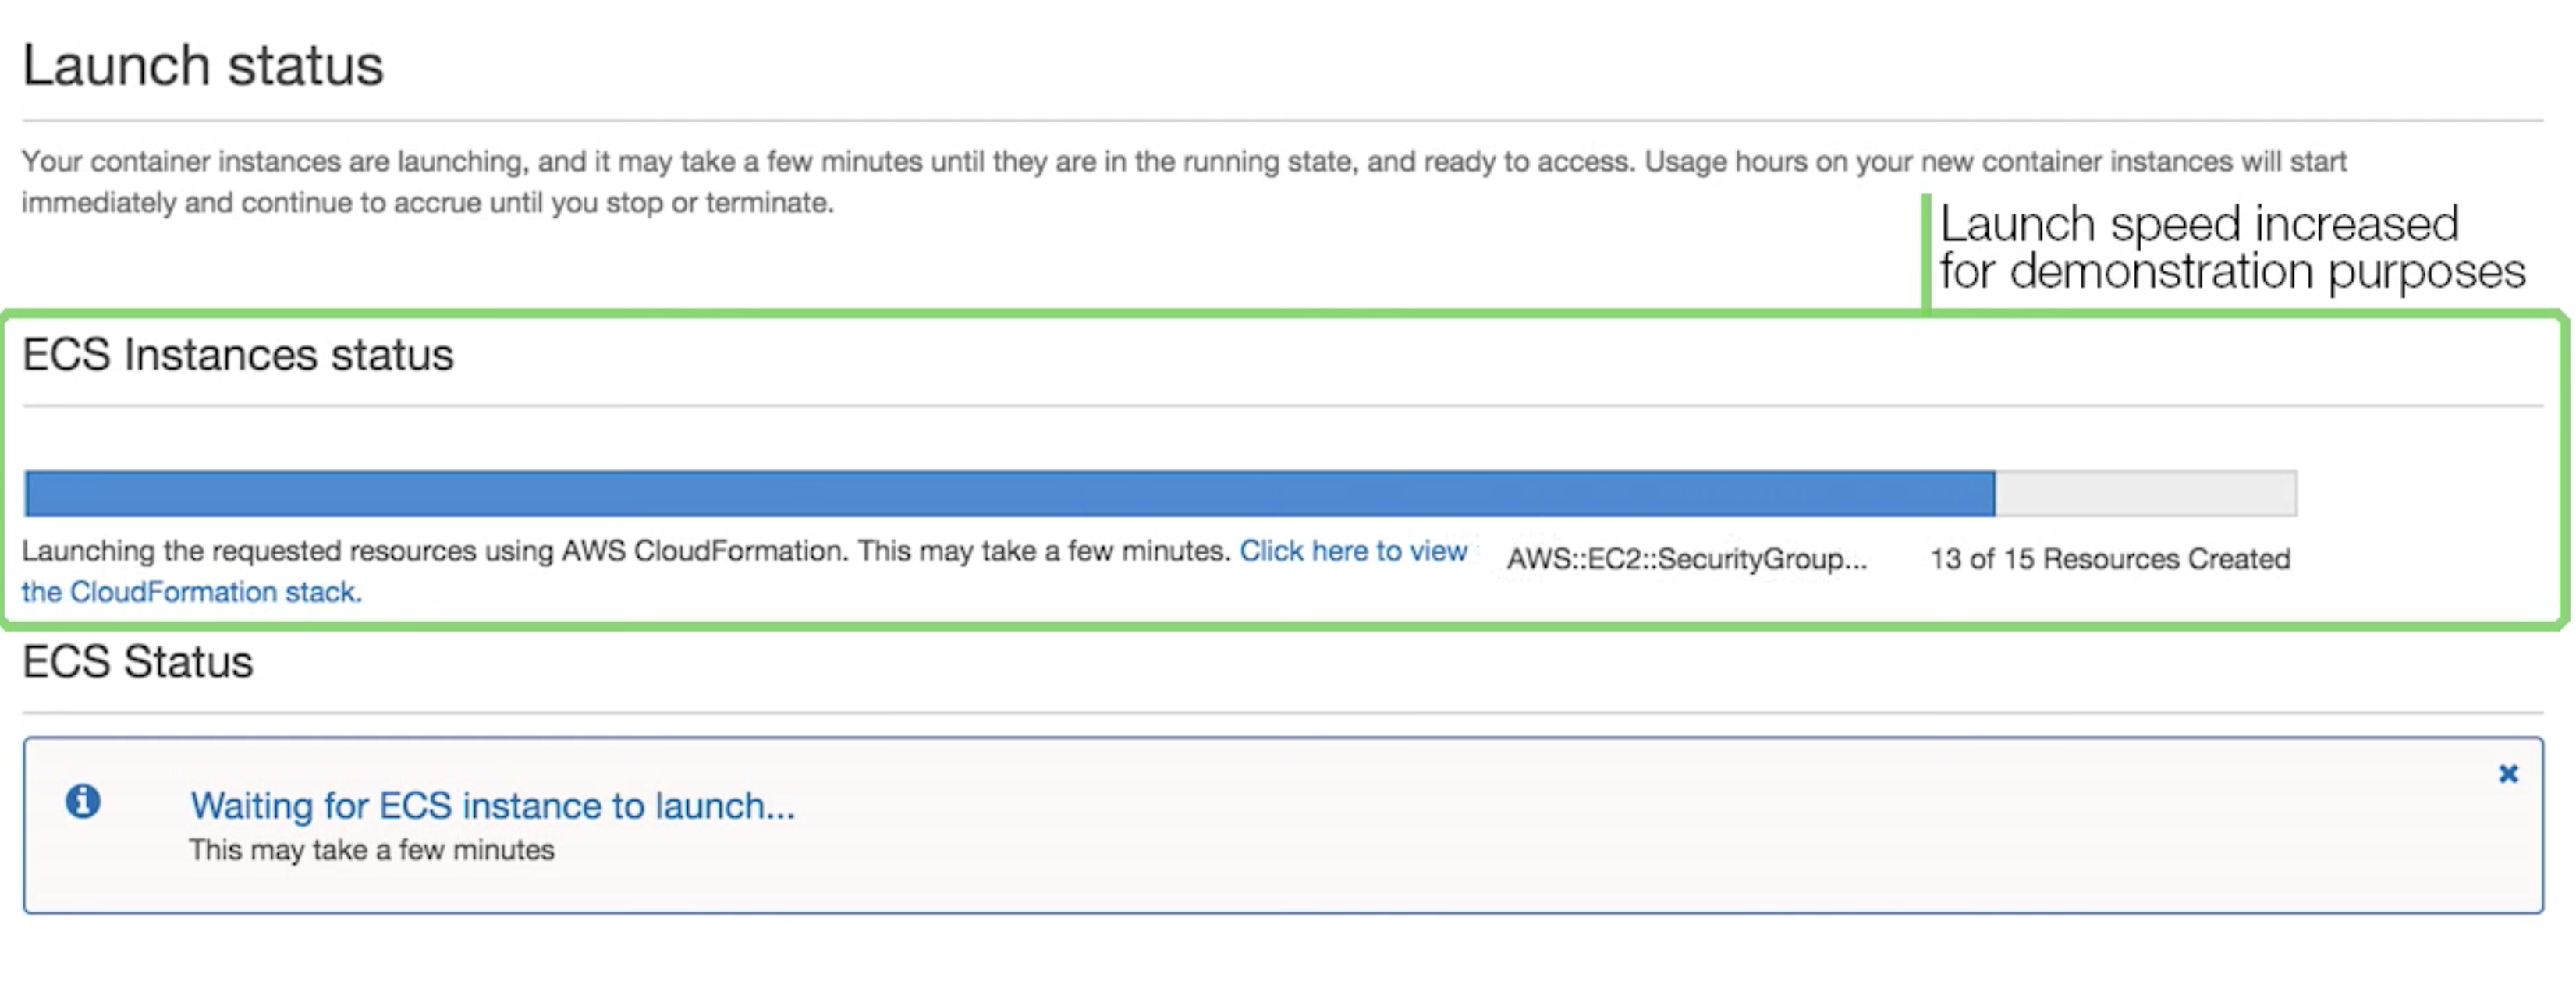 Launch status
Your container instances are launching, and it may take a few minutes until they are in the running state, and ready to access. Usage hours on your new container instances will start
immediately and continue to accrue until you stop or terminate.
Launch speed increased
for demonstration purposes
ECS Instances status
Launching the requested resources using AWS CloudFormation. This may take a few minutes. Click here to view
the CloudFormation stack.
AWS::EC2::SecurityGroup...
13 of 15 Resources Created
ECS Status
Waiting for ECS instance to launch...
This may take a few minutes